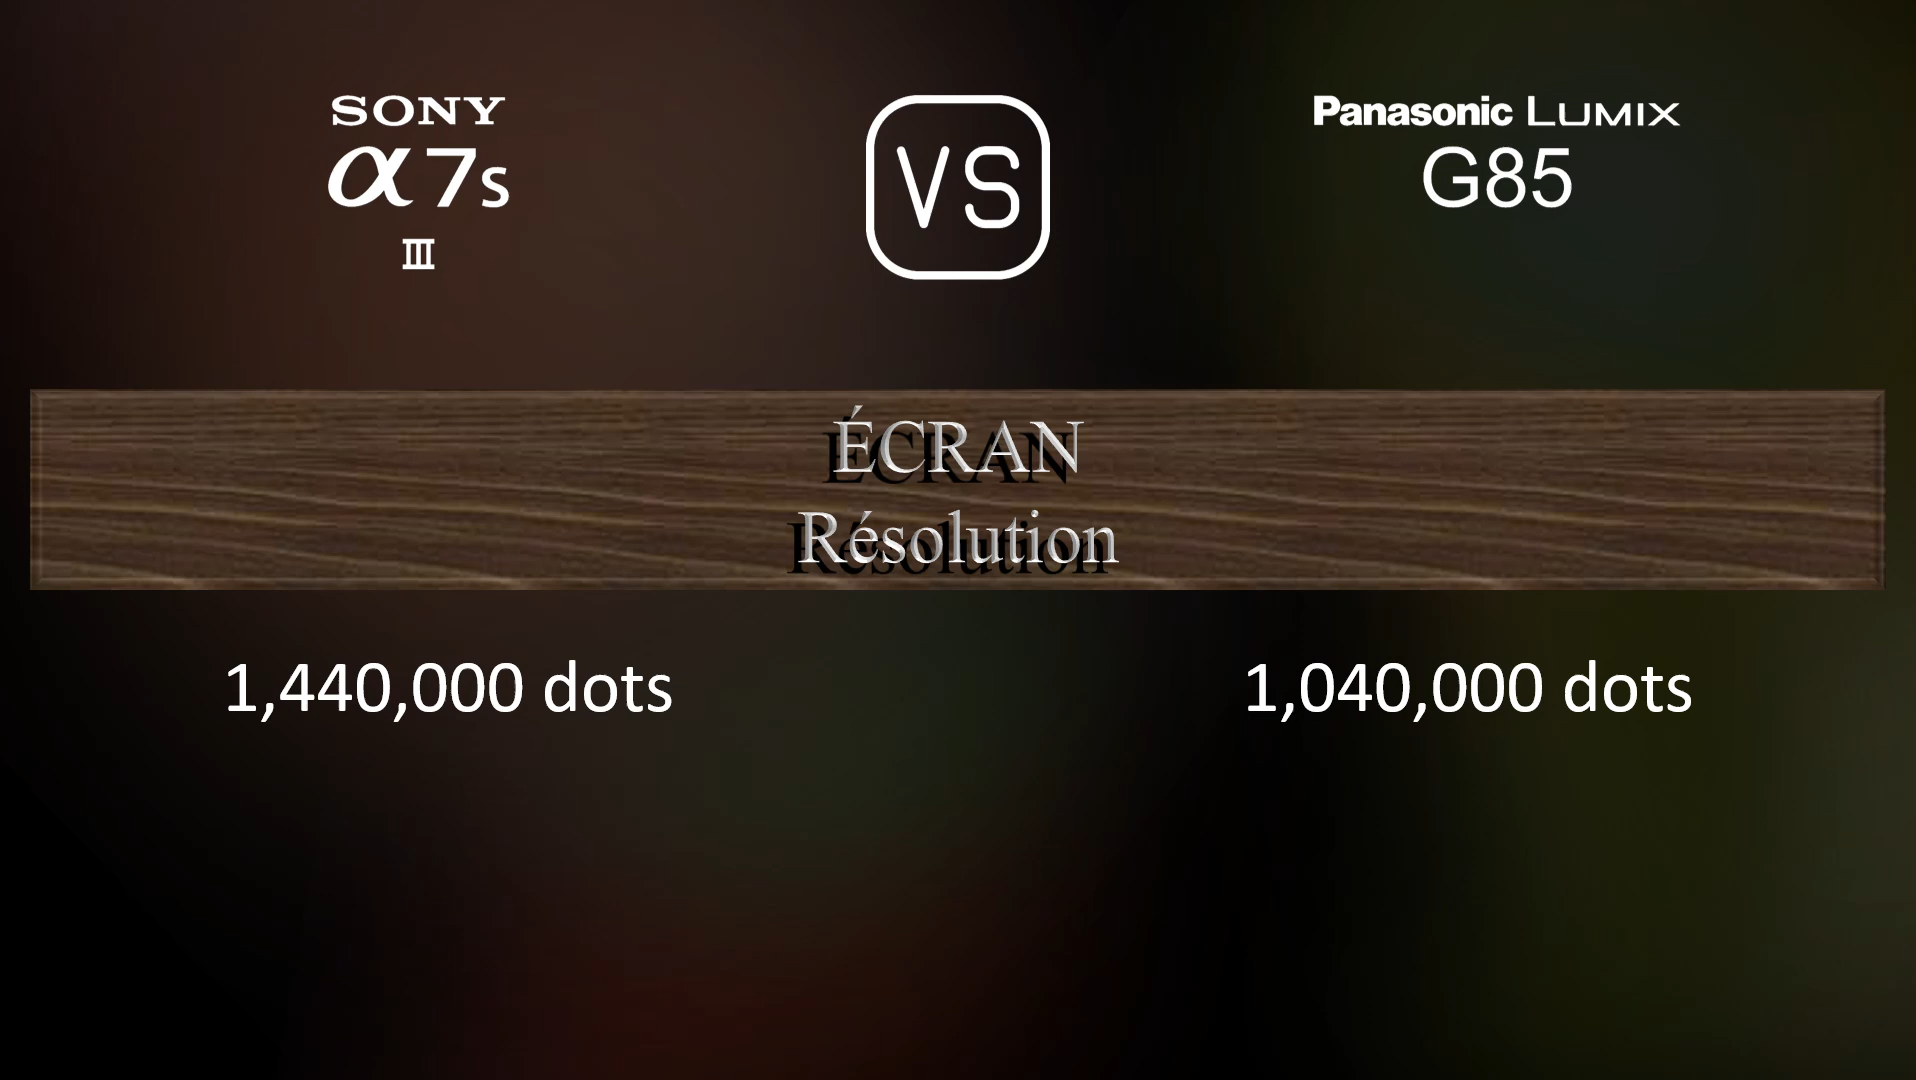 SONY
α7s
III
VS
Panasonic LUMIX
G85
ÉCRAN
Résolution
1,440,000 dots
1,040,000 dots